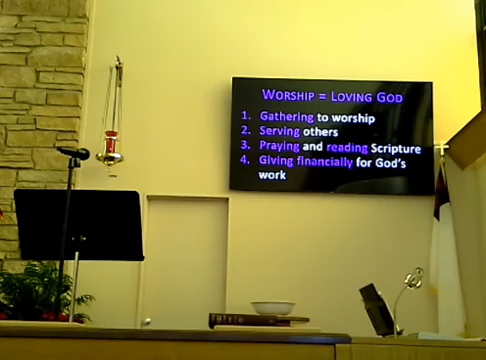 WORSHIP = LOVING GOD
1. Gathering to worship
2. Serving others
3. Praying and reading Scripture
4. Giving financially for God's
work